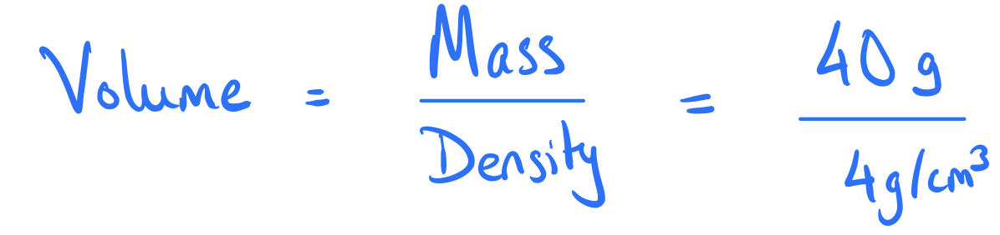 Volume = Mass / Density = 40 g / 4g/cm³